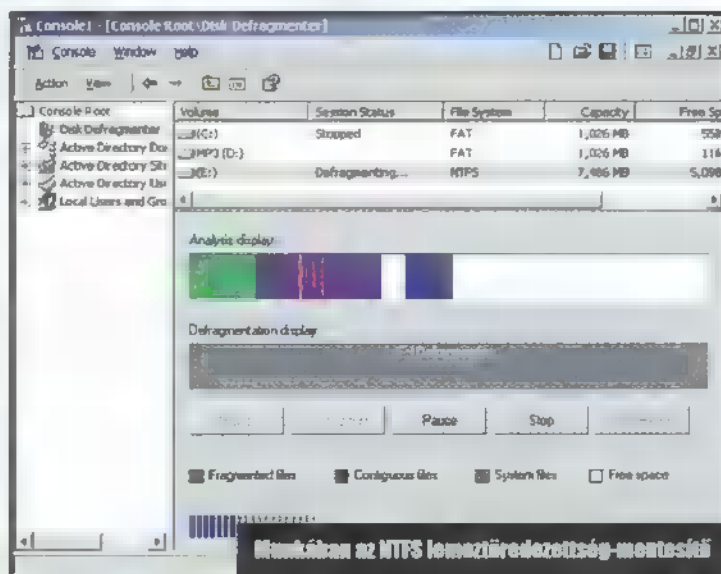 Console1 - [Console Root\Disk Defragmenter]
Console Window Help
Action View
Console Root
Disk Defragmenter
Active Directory Do
Active Directory Sit
Active Directory Use
Local Users and Gro
Volume Session Status File System Capacity Free Sp
(C:) Stopped FAT 1,026 MB 550
(MP3 (D:) FAT 1,026 MB 116
(E:) Defragmenting... NTFS 7,486 MB 5,098
Analysis display
Defragmentation display
Pause Stop
Fragmented files Contiguous files System files Free space
Munkában az NTFS lemeztöredezettség-mentesítő